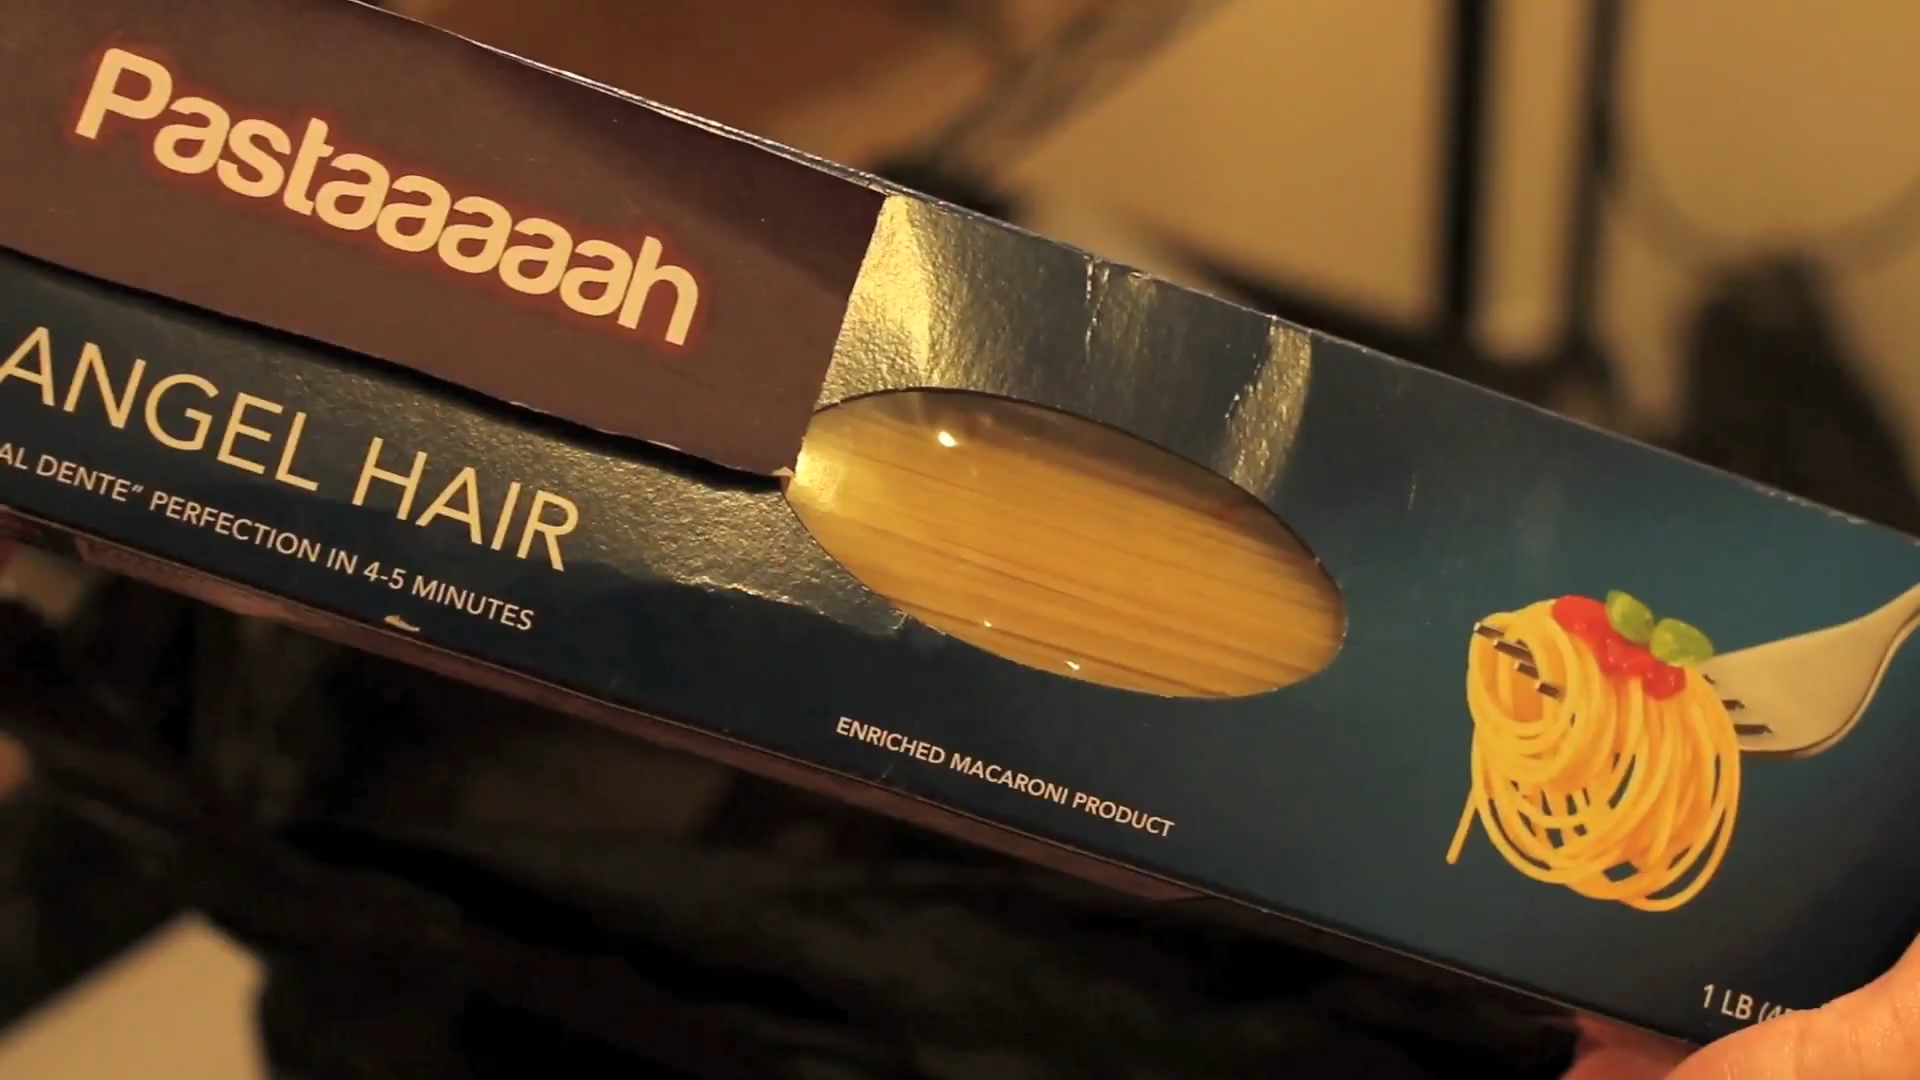 Pastaaaaah
ANGEL HAIR
AL DENTE” PERFECTION IN 4-5 MINUTES
ENRICHED MACARONI PRODUCT
1 LB